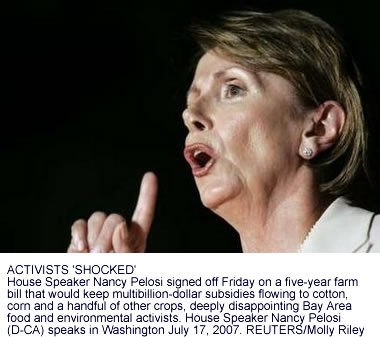 ACTIVISTS 'SHOCKED'
House Speaker Nancy Pelosi signed off Friday on a five-year farm
bill that would keep multibillion-dollar subsidies flowing to cotton,
corn and a handful of other crops, deeply disappointing Bay Area
food and environmental activists. House Speaker Nancy Pelosi
(D-CA) speaks in Washington July 17, 2007. REUTERS/Molly Riley